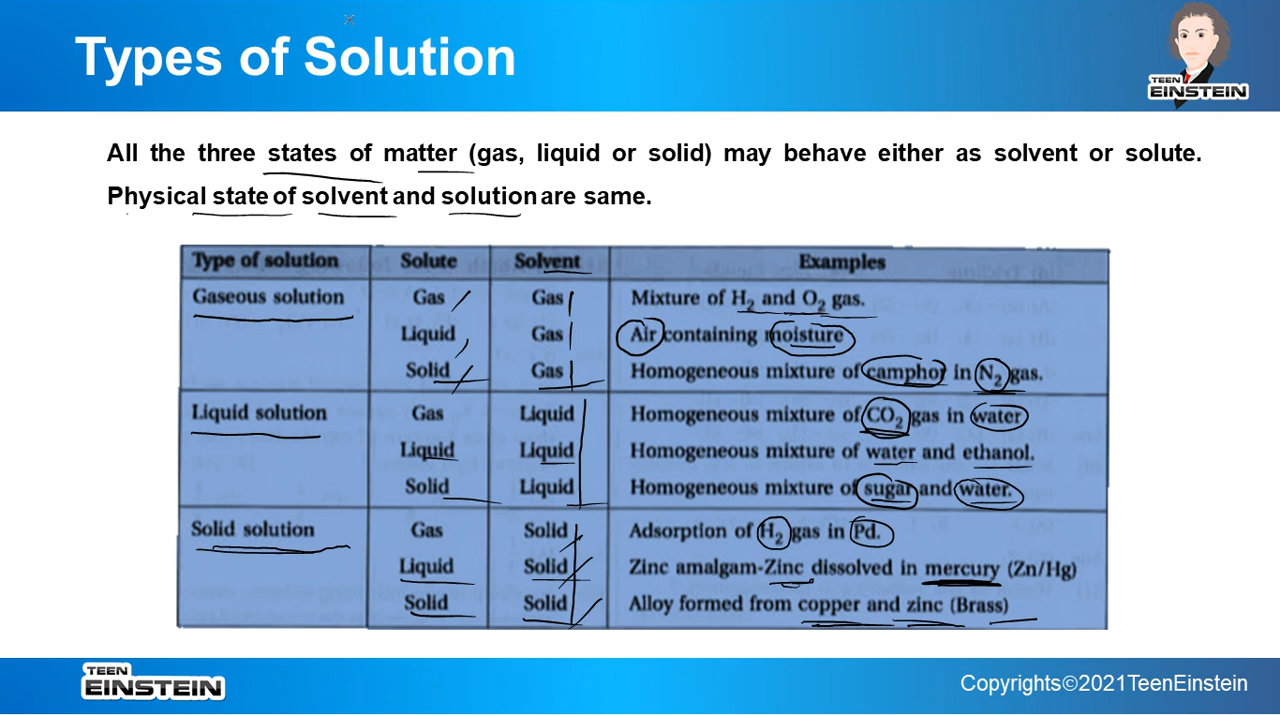 Types of Solution
TEEN
EINSTEIN
All the three states of matter (gas, liquid or solid) may behave either as solvent or solute.
Physical state of solvent and solution are same.
Type of solution Solute Solvent Examples
Gaseous solution Gas Gas Mixture of H₂ and O₂ gas.
Liquid Gas Air containing moisture
Solid Gas Homogeneous mixture of camphor in N₂ gas.
Liquid solution Gas Liquid Homogeneous mixture of CO₂ gas in water
Liquid Liquid Homogeneous mixture of water and ethanol.
Solid Liquid Homogeneous mixture of sugar and water.
Solid solution Gas Solid Adsorption of H₂ gas in Pd.
Liquid Solid Zinc amalgam-Zinc dissolved in mercury (Zn/Hg)
Solid Solid Alloy formed from copper and zinc (Brass)
TEEN
EINSTEIN
Copyrights©2021TeenEinstein